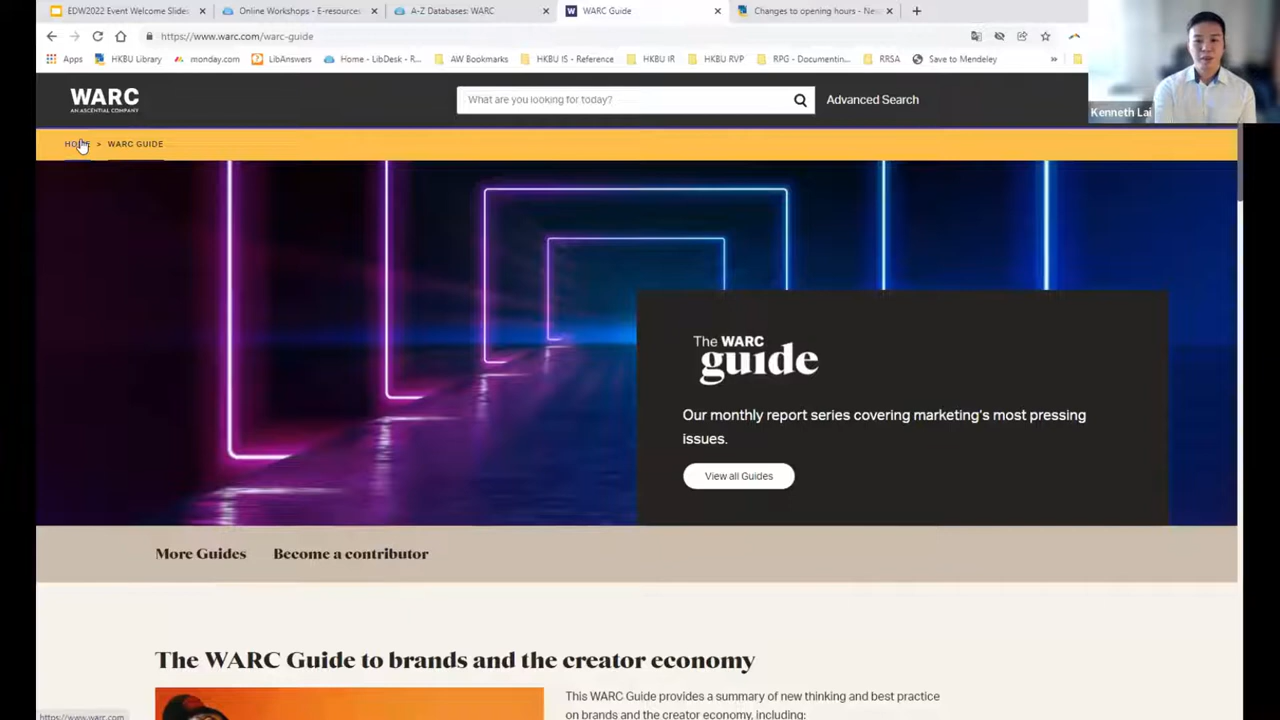 EDW2022 Event Welcome Slides
Online Workshops - E-resources
A-Z Databases: WARC
WARC Guide
Changes to opening hours - New
https://www.warc.com/warc-guide
Apps
HKBU Library
monday.com
LibAnswers
Home - LibDesk - R...
AW Bookmarks
HKBU IS - Reference
HKBU IR
HKBU RVP
RPG - Documentin...
RRSA
Save to Mendeley
WARC
AN ASCENTIAL COMPANY
What are you looking for today?
Advanced Search
Kenneth Lai
HOME > WARC GUIDE
The WARC
guide
Our monthly report series covering marketing's most pressing
issues.
View all Guides
More Guides
Become a contributor
The WARC Guide to brands and the creator economy
This WARC Guide provides a summary of new thinking and best practice
on brands and the creator economy, including:
https://www.warc.com